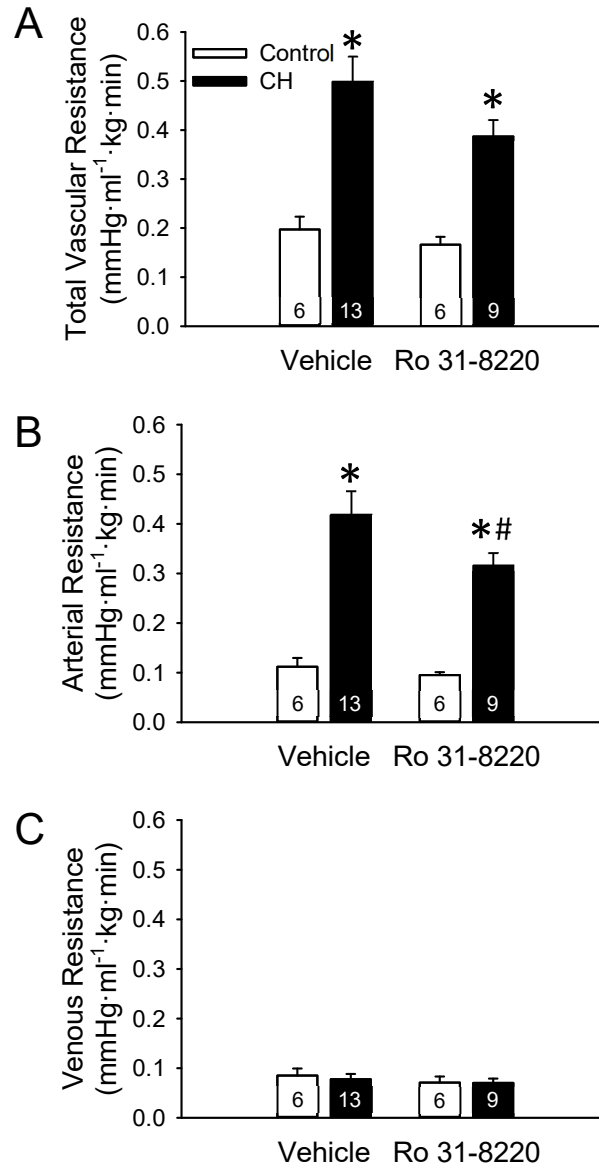 A
Total Vascular Resistance
(mmHg·ml⁻¹·kg·min)
0.6
0.5
0.4
0.3
0.2
0.1
0.0
Control
CH
*
*
6
13
6
9
Vehicle
Ro 31-8220
B
Arterial Resistance
(mmHg·ml⁻¹·kg·min)
0.6
0.5
0.4
0.3
0.2
0.1
0.0
*
*#
6
13
6
9
Vehicle
Ro 31-8220
C
Venous Resistance
(mmHg·ml⁻¹·kg·min)
0.6
0.5
0.4
0.3
0.2
0.1
0.0
6
13
6
9
Vehicle
Ro 31-8220